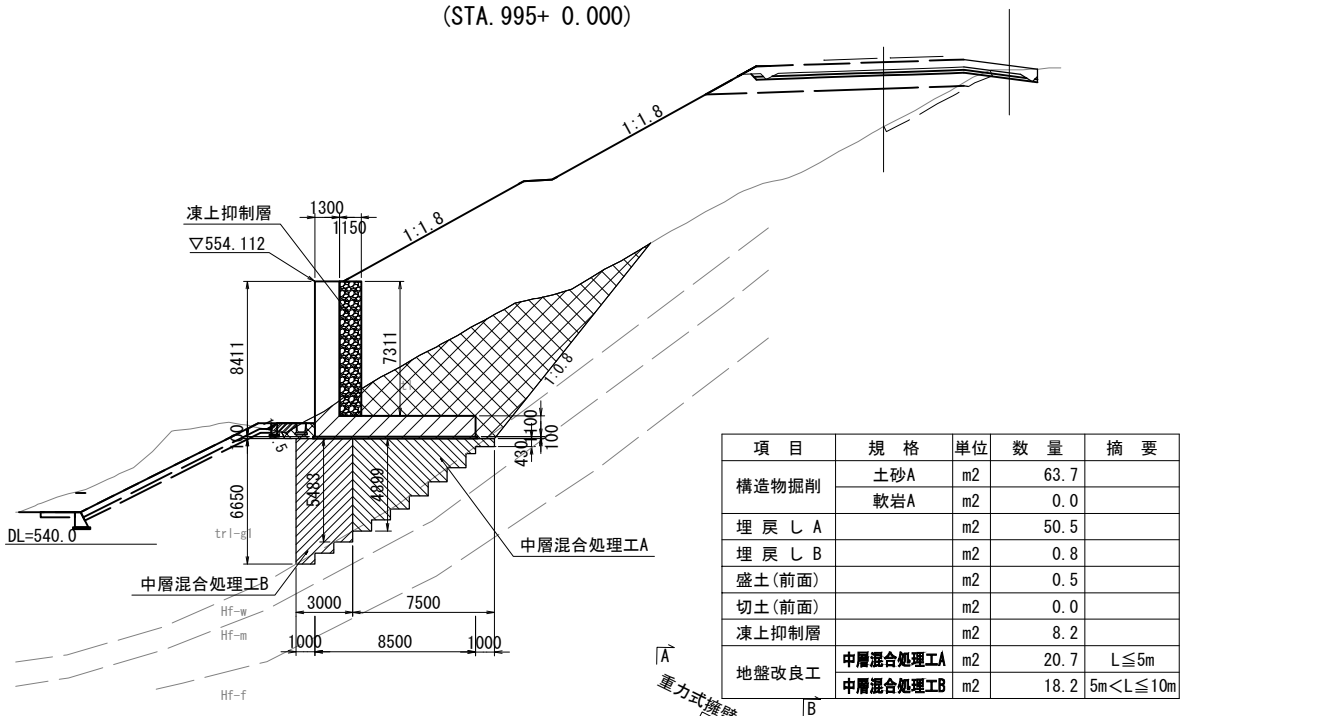 (STA.995+ 0.000)
1:1.8
凍上抑制層
1300
1150
1:1.8
▽554.112
8411
7311
1:0.8
1100
100
430
6650
5483
4899
DL=540.0
trl-g1
中層混合処理工A
中層混合処理工B
Hf-w
3000
7500
Hf-m
1000
8500
1000
Hf-f
A
重力式擁壁
B
項 目 規 格 単位 数 量 摘 要
構造物掘削 土砂A m2 63.7
軟岩A m2 0.0
埋 戻 し A m2 50.5
埋 戻 し B m2 0.8
盛土(前面) m2 0.5
切土(前面) m2 0.0
凍上抑制層 m2 8.2
地盤改良工 中層混合処理工A m2 20.7 L≦5m
中層混合処理工B m2 18.2 5m<L≦10m